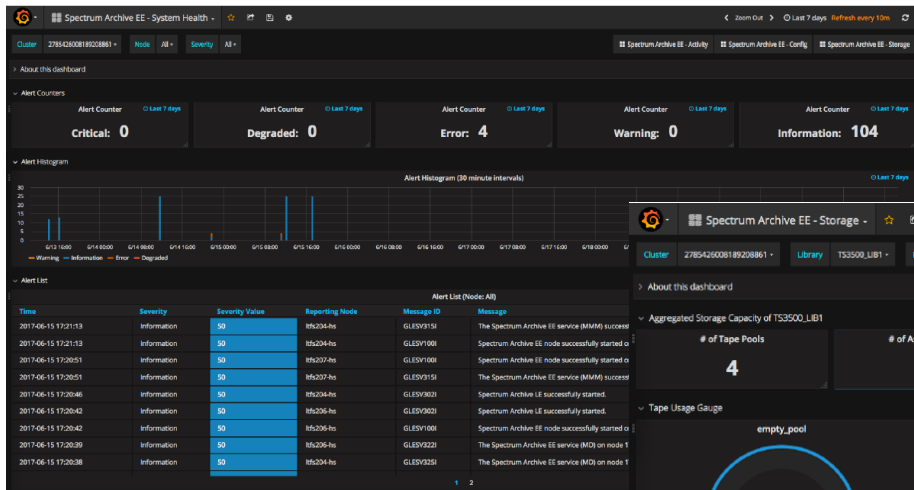 Spectrum Archive EE - System Health
Zoom Out Last 7 days Refresh every 10m
Cluster 2785426008189208861 Node All Severity All
Spectrum Archive EE - Activity Spectrum Archive EE - Config Spectrum Archive EE - Storage
About this dashboard
Alert Counters
Alert Counter Last 7 days
Critical: 0
Alert Counter Last 7 days
Degraded: 0
Alert Counter Last 7 days
Error: 4
Alert Counter Last 7 days
Warning: 0
Alert Counter Last 7 days
Information: 104
Alert Histogram
Alert Histogram (30 minute intervals) Last 7 days
30
25
20
15
10
5
0
6/13 16:00 6/14 00:00 6/14 08:00 6/14 16:00 6/15 00:00 6/15 08:00 6/15 16:00 6/16 00:00 6/16 08:00 6/16 16:00 6/17 00:00 6/17 08:00 6/17 16:00 6/18 00:00
Warning Information Error Degraded
Alert List
Alert List (Node: All)
Time Severity Severity Value Reporting Node Message ID Message
2017-06-15 17:21:13 Information 50 ltfs204-hs GLESV315I The Spectrum Archive EE service (MMM) success
2017-06-15 17:21:13 Information 50 ltfs204-hs GLESV100I Spectrum Archive EE node successfully started
2017-06-15 17:20:51 Information 50 ltfs207-hs GLESV100I Spectrum Archive EE node successfully started
2017-06-15 17:20:51 Information 50 ltfs207-hs GLESV315I The Spectrum Archive EE service (MMM) success
2017-06-15 17:20:46 Information 50 ltfs204-hs GLESV302I Spectrum Archive LE successfully started.
2017-06-15 17:20:42 Information 50 ltfs206-hs GLESV302I Spectrum Archive LE successfully started.
2017-06-15 17:20:42 Information 50 ltfs206-hs GLESV100I Spectrum Archive EE node successfully started
2017-06-15 17:20:39 Information 50 ltfs206-hs GLESV322I The Spectrum Archive EE service (MD) on node 1
2017-06-15 17:20:38 Information 50 ltfs204-hs GLESV325I The Spectrum Archive EE service (MD) on node 1
1 2
Spectrum Archive EE - Storage
Cluster 2785426008189208861 Library TS3500_LIB1
About this dashboard
Aggregated Storage Capacity of TS3500_LIB1
# of Tape Pools
4
# of A
Tape Usage Gauge
empty_pool